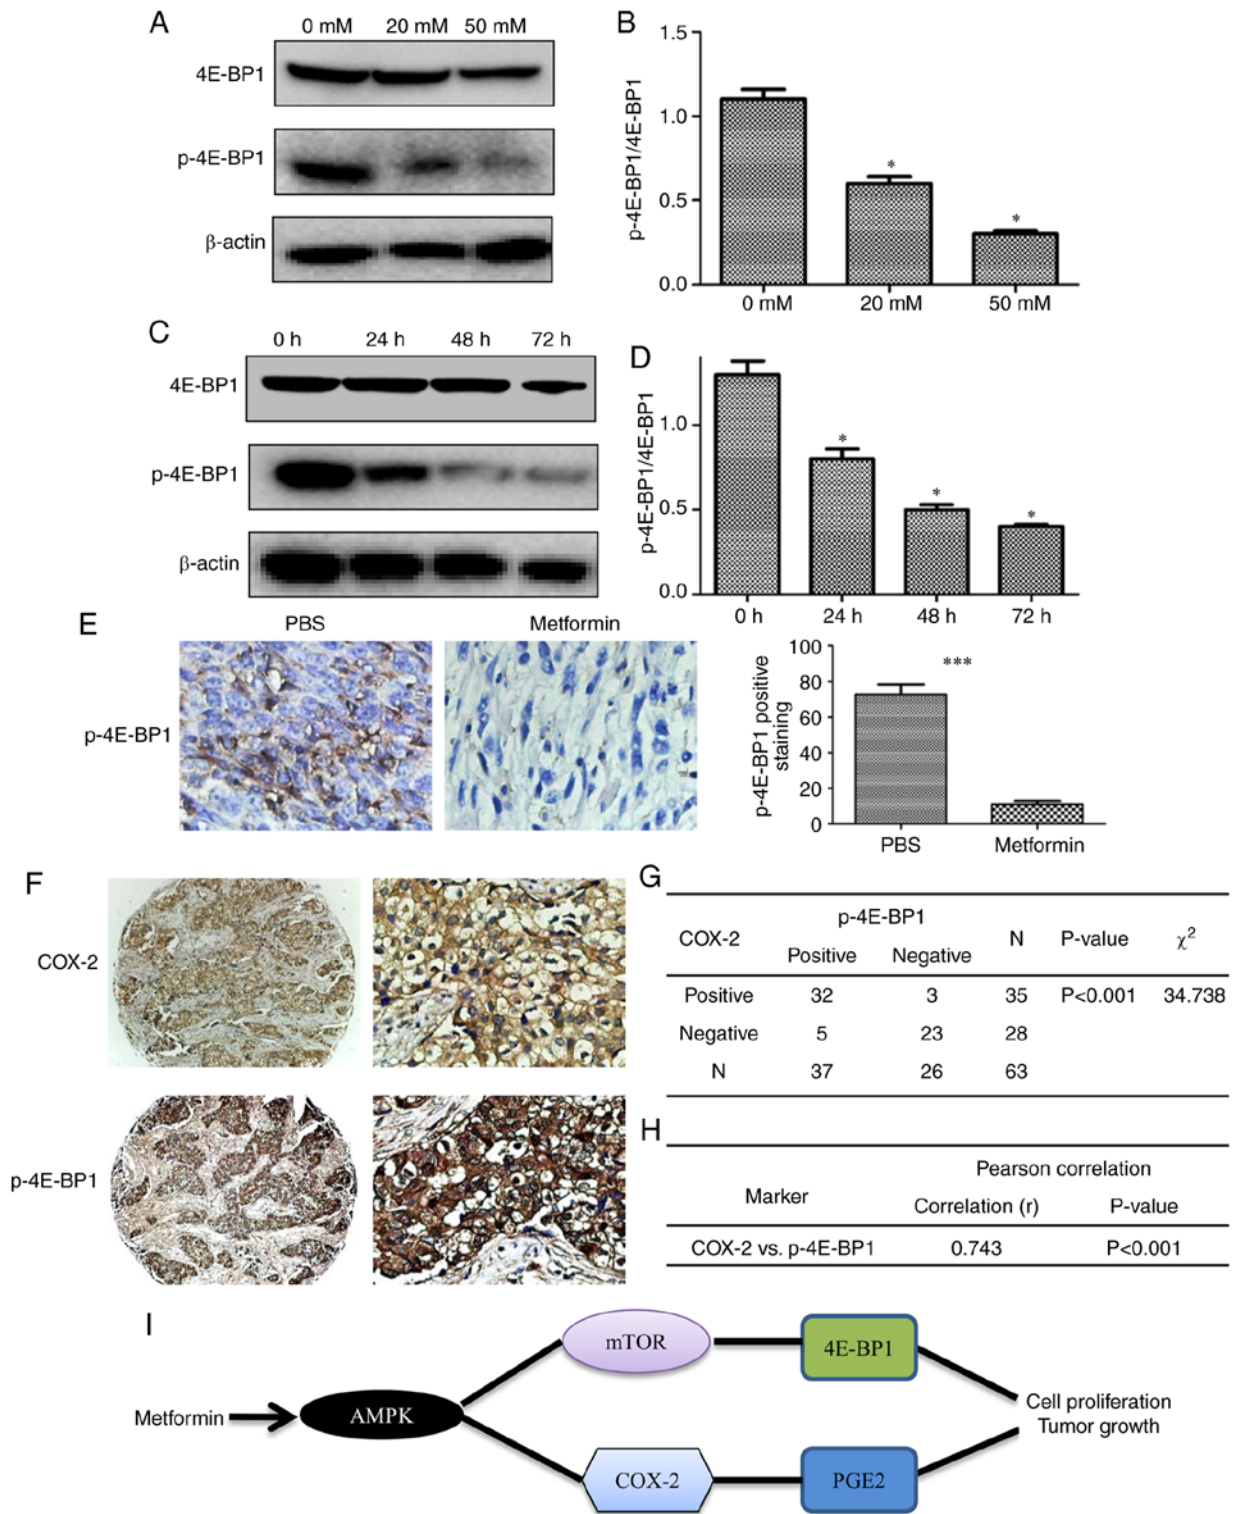 A
0 mM 20 mM 50 mM
4E-BP1
p-4E-BP1
β-actin
B
p-4E-BP1/4E-BP1
1.5
1.0
0.5
0.0
*
*
0 mM 20 mM 50 mM
C
0 h 24 h 48 h 72 h
4E-BP1
p-4E-BP1
β-actin
D
p-4E-BP1/4E-BP1
1.0
0.5
0.0
*
*
*
0 h 24 h 48 h 72 h
E
PBS Metformin
p-4E-BP1
p-4E-BP1 positive
staining
100
80
60
40
20
0
***
PBS Metformin
F
COX-2
p-4E-BP1
G
p-4E-BP1
COX-2 N P-value χ²
Positive Negative
Positive 32 3 35 P<0.001 34.738
Negative 5 23 28
N 37 26 63
H
Pearson correlation
Marker
Correlation (r) P-value
COX-2 vs. p-4E-BP1 0.743 P<0.001
I
mTOR 4E-BP1
Metformin AMPK
Cell proliferation
Tumor growth
COX-2 PGE2